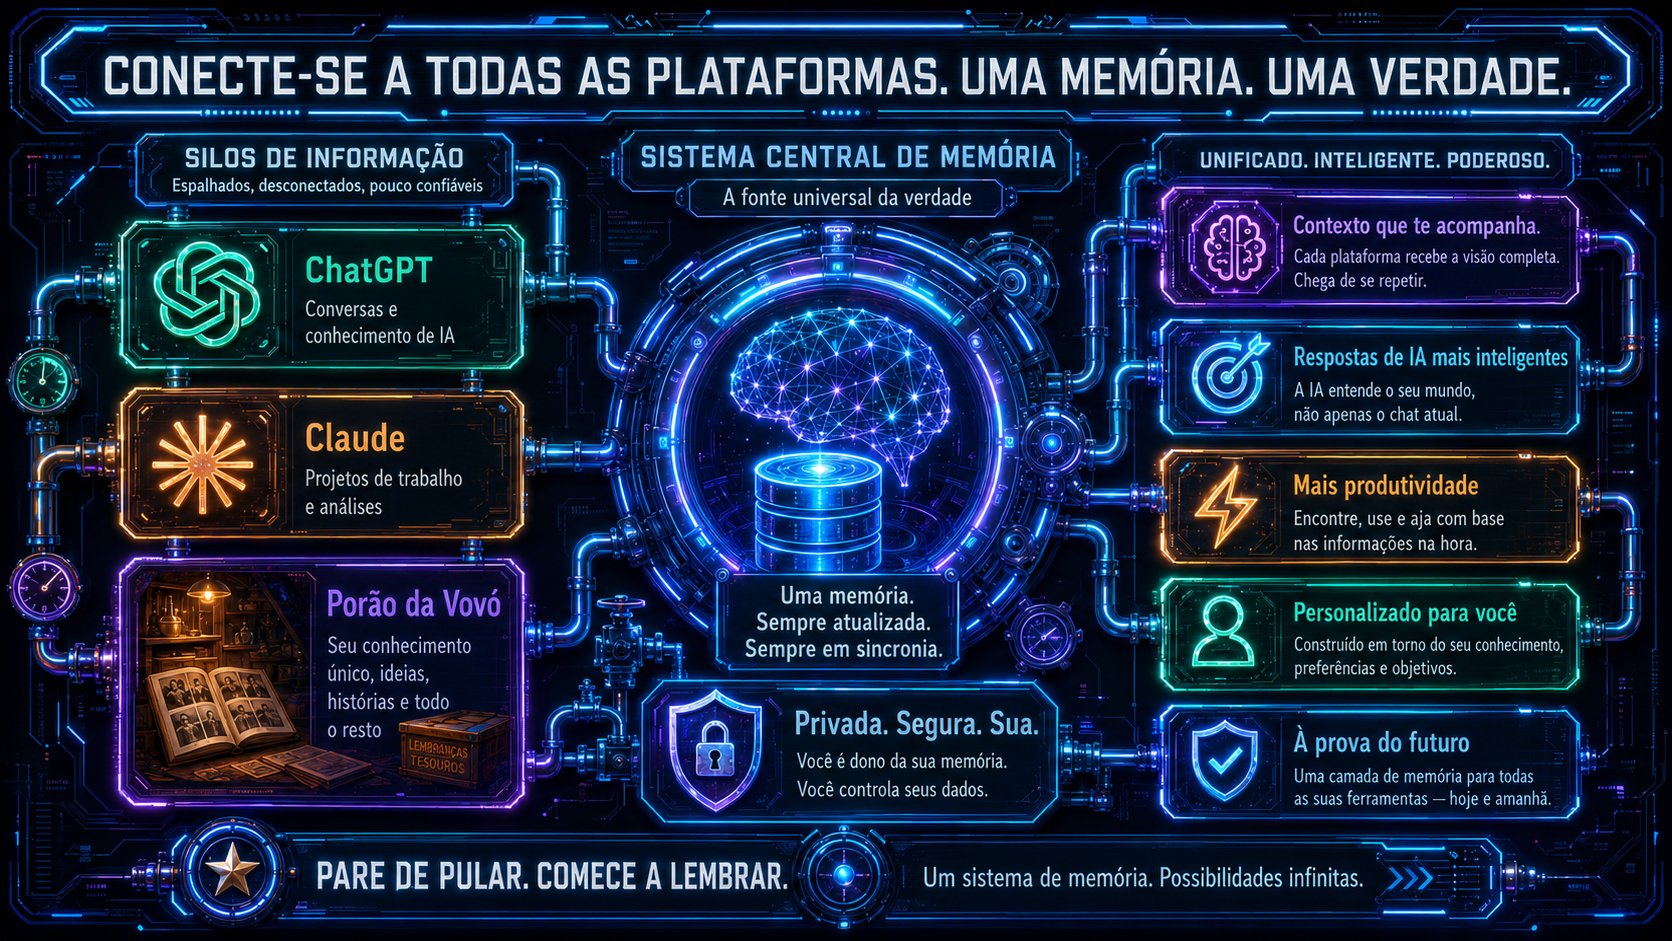 CONECTE-SE A TODAS AS PLATAFORMAS. UMA MEMÓRIA. UMA VERDADE.
SILOS DE INFORMAÇÃO
Espalhados, desconectados, pouco confiáveis
ChatGPT
Conversas e
conhecimento de IA
Claude
Projetos de trabalho
e análises
Porão da Vovó
Seu conhecimento
único, ideias,
histórias e todo
o resto
LEMBRANÇAS
TESOUROS
SISTEMA CENTRAL DE MEMÓRIA
A fonte universal da verdade
Uma memória.
Sempre atualizada.
Sempre em sincronia.
Privada. Segura. Sua.
Você é dono da sua memória.
Você controla seus dados.
UNIFICADO. INTELIGENTE. PODEROSO.
Contexto que te acompanha.
Cada plataforma recebe a visão completa.
Chega de se repetir.
Respostas de IA mais inteligentes
A IA entende o seu mundo,
não apenas o chat atual.
Mais produtividade
Encontre, use e aja com base
nas informações na hora.
Personalizado para você
Construído em torno do seu conhecimento,
preferências e objetivos.
À prova do futuro
Uma camada de memória para todas
as suas ferramentas — hoje e amanhã.
PARE DE PULAR. COMECE A LEMBRAR.
Um sistema de memória. Possibilidades infinitas.